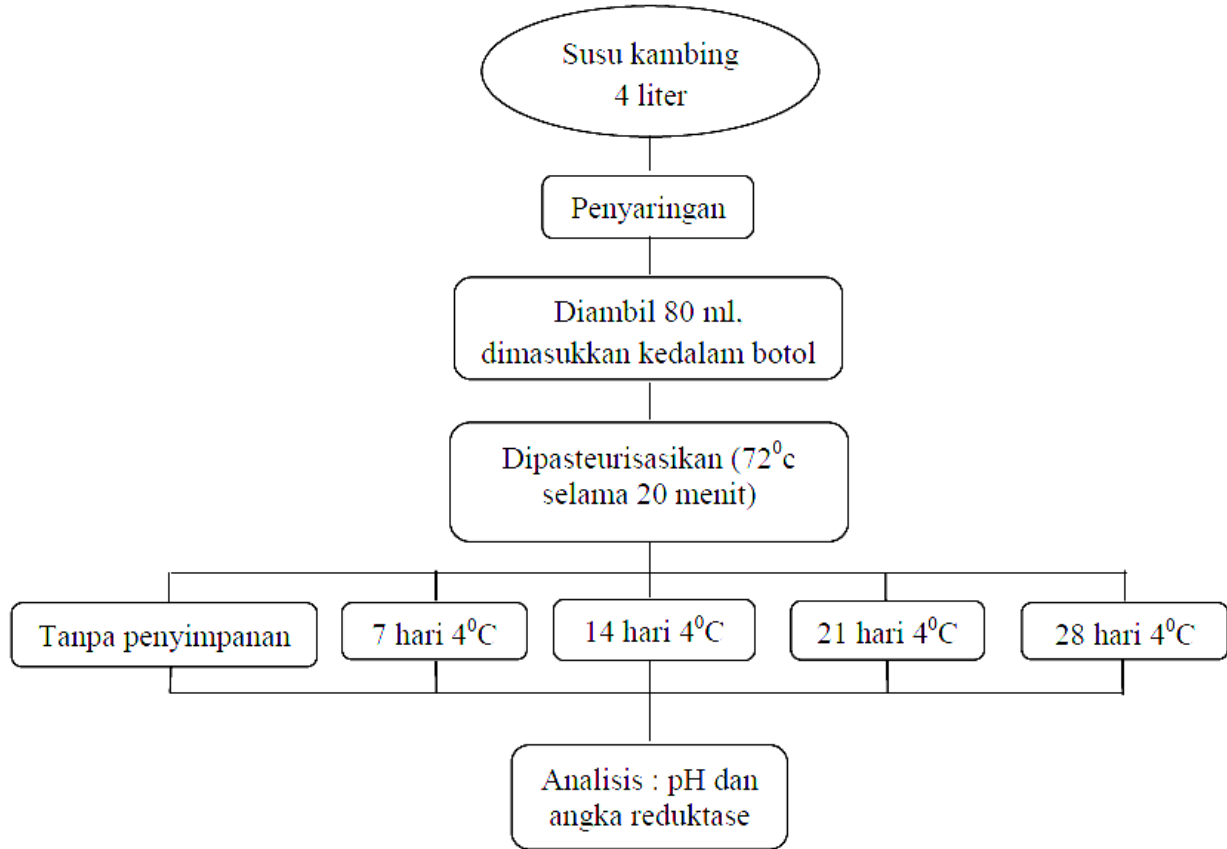 Susu kambing
4 liter
Penyaringan
Diambil 80 ml.
dimasukkan kedalam botol
Dipasteurisasikan (72⁰c
selama 20 menit)
Tanpa penyimpanan
7 hari 4⁰C
14 hari 4⁰C
21 hari 4⁰C
28 hari 4⁰C
Analisis : pH dan
angka reduktase